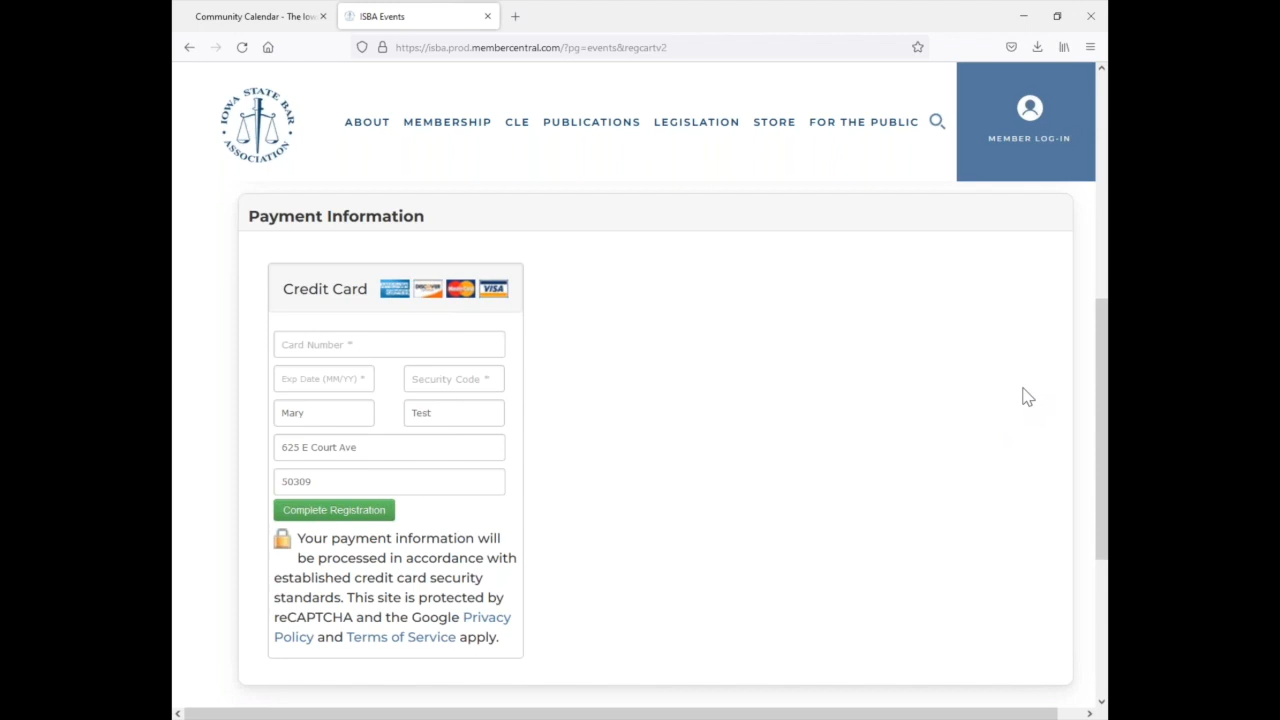 Community Calendar - The Iow
ISBA Events
https://isba.prod.membercentral.com/?pg=events&regcartv2
IOWA STATE BAR ASSOCIATION
ABOUT MEMBERSHIP CLE PUBLICATIONS LEGISLATION STORE FOR THE PUBLIC
MEMBER LOG-IN
Payment Information
Credit Card DISCOVER MasterCard VISA
Card Number *
Exp Date (MM/YY) * Security Code *
Mary Test
625 E Court Ave
50309
Complete Registration
Your payment information will
be processed in accordance with
established credit card security
standards. This site is protected by
reCAPTCHA and the Google Privacy
Policy and Terms of Service apply.